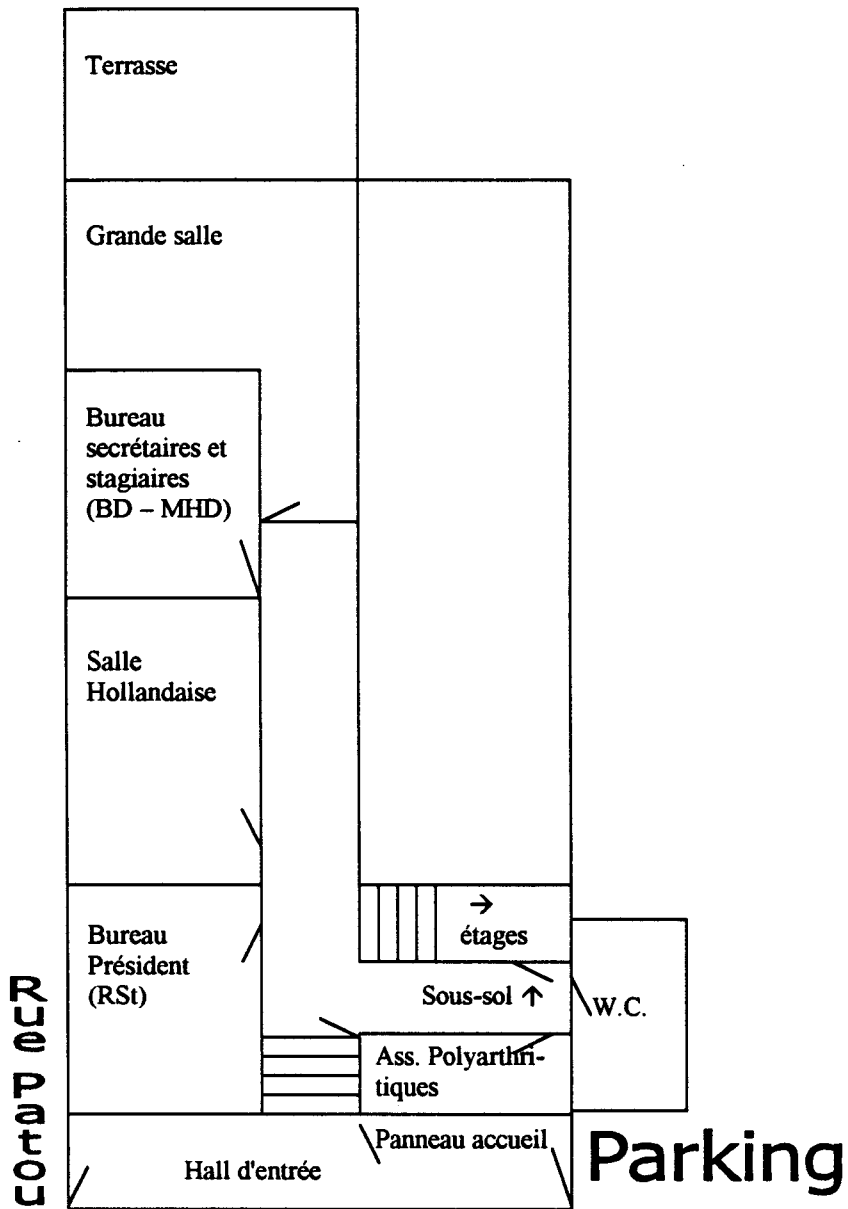 Terrasse
Grande salle
Bureau
secrétaires et
stagiaires
(BD – MHD)
Salle
Hollandaise
→
étages
Bureau
Président
(RSt)
Sous-sol ↑
W.C.
Ass. Polyarthri-
tiques
Panneau accueil
Hall d'entrée
Rue Patou
Parking